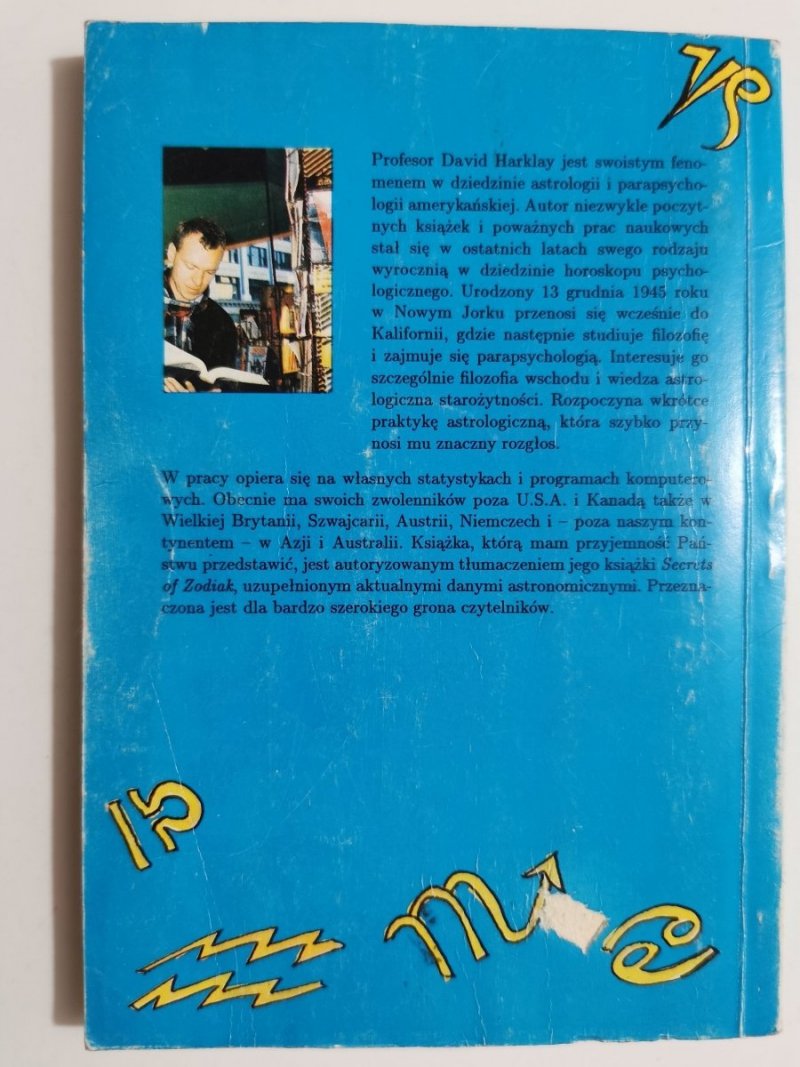 Profesor David Harklay jest swoistym feno-
menem w dziedzinie astrologii i parapsycho-
logii amerykańskiej. Autor niezwykle poczyt-
nych książek i poważnych prac naukowych
stał się w ostatnich latach swego rodzaju
wyrocznią w dziedzinie horoskopu psycho-
logicznego. Urodzony 13 grudnia 1945 roku
w Nowym Jorku przenosi się wcześnie do
Kalifornii, gdzie następnie studiuje filozofię
i zajmuje się parapsychologią. Interesuje go
szczególnie filozofia wschodu i wiedza astro-
logiczna starożytności. Rozpoczyna wkrótce
praktykę astrologiczną, która szybko przy-
nosi mu znaczny rozgłos.
W pracy opiera się na własnych statystykach i programach komputero-
wych. Obecnie ma swoich zwolenników poza U.S.A. i Kanadą także w
Wielkiej Brytanii, Szwajcarii, Austrii, Niemczech i – poza naszym kon-
tynentem – w Azji i Australii. Książka, którą mam przyjemność Pań-
stwu przedstawić, jest autoryzowanym tłumaczeniem jego książki Secrets
of Zodiak, uzupełnionym aktualnymi danymi astronomicznymi. Przezna-
czona jest dla bardzo szerokiego grona czytelników.